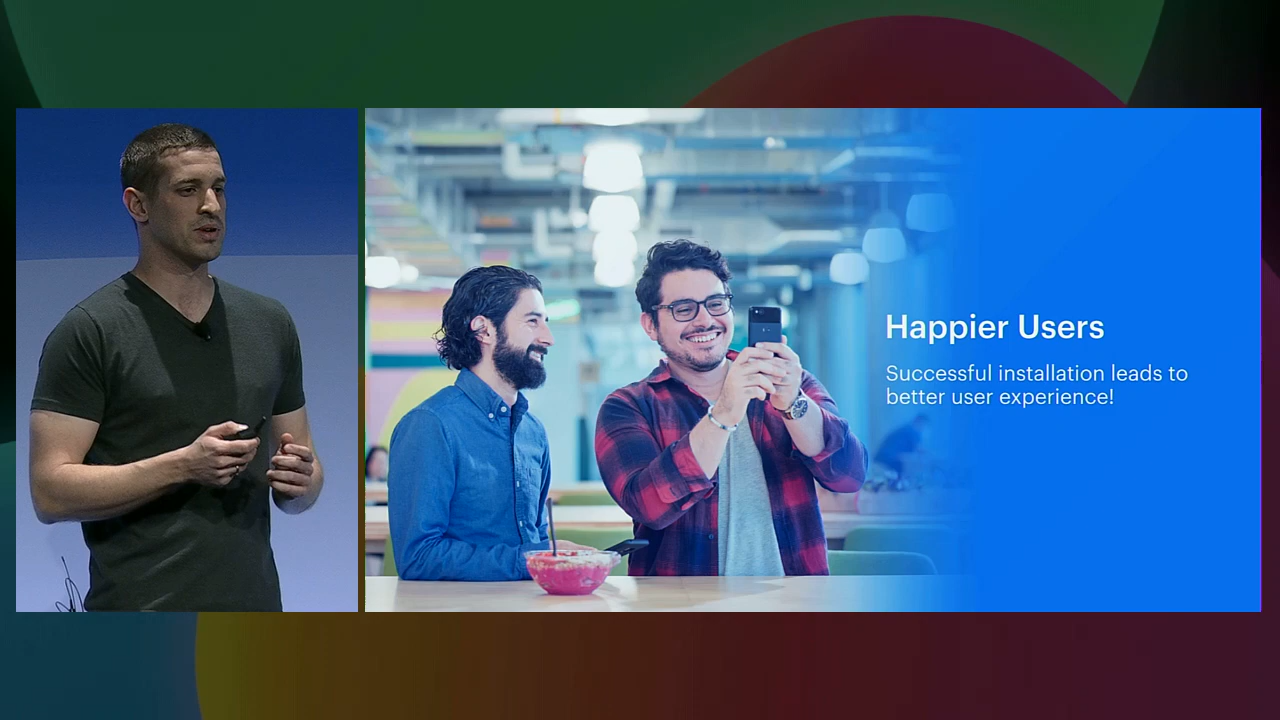 Happier Users
Successful installation leads to
better user experience!